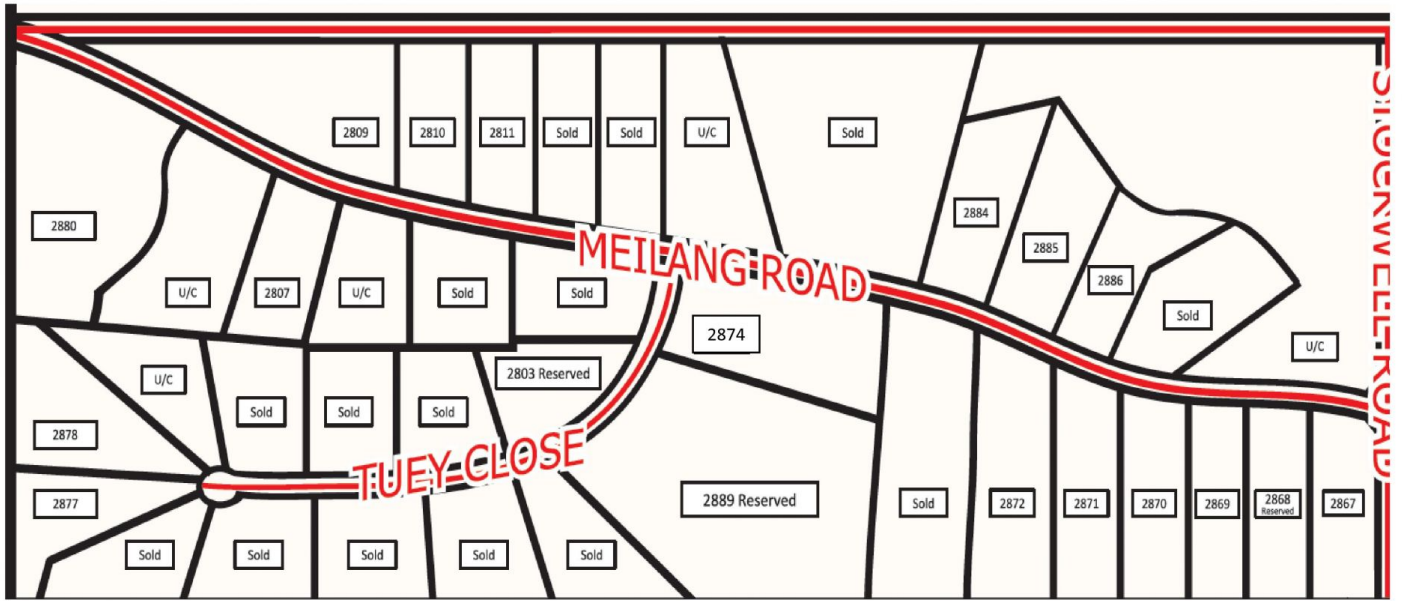 2809
2810
2811
Sold
Sold
U/C
Sold
2880
2884
2885
2886
U/C
2807
U/C
Sold
Sold
MEILANG ROAD
Sold
U/C
2874
STOCKWELL ROAD
U/C
2803 Reserved
Sold
Sold
Sold
2878
TUEY CLOSE
2877
2889 Reserved
Sold
2872
2871
2870
2869
2868
Reserved
2867
Sold
Sold
Sold
Sold
Sold